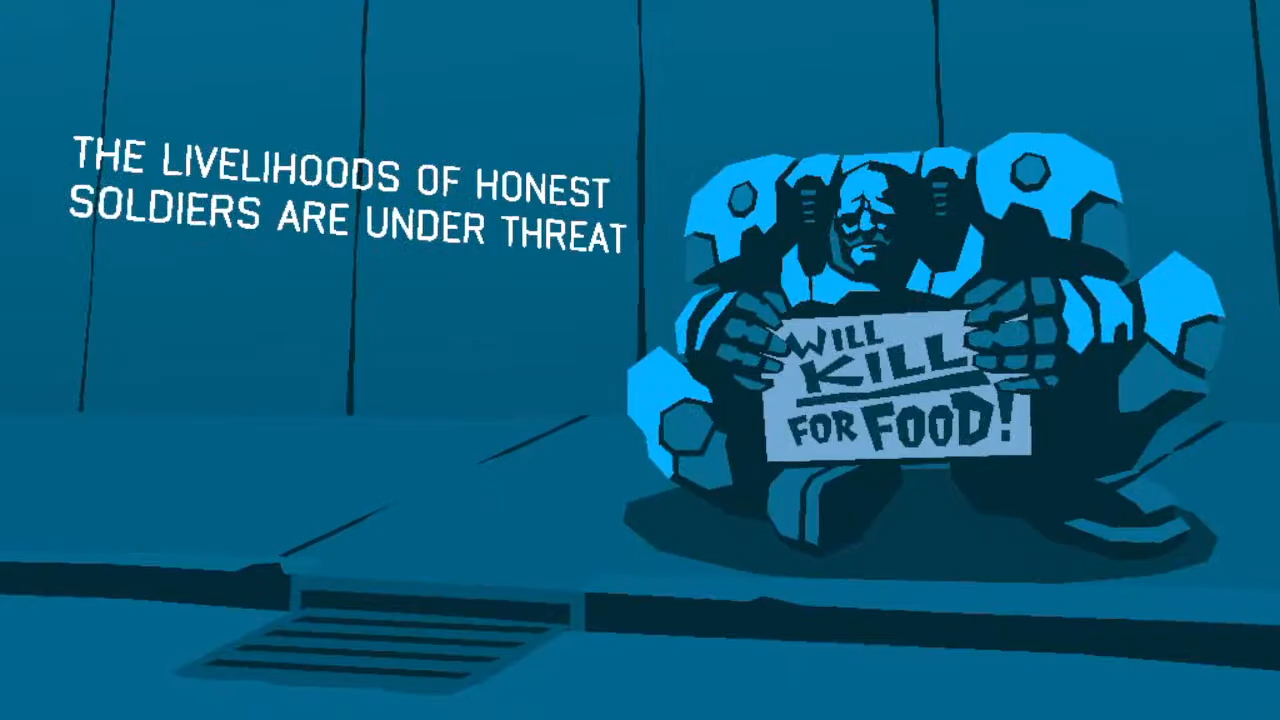 THE LIVELIHOODS OF HONEST
SOLDIERS ARE UNDER THREAT
WILL
KILL
FOR FOOD!